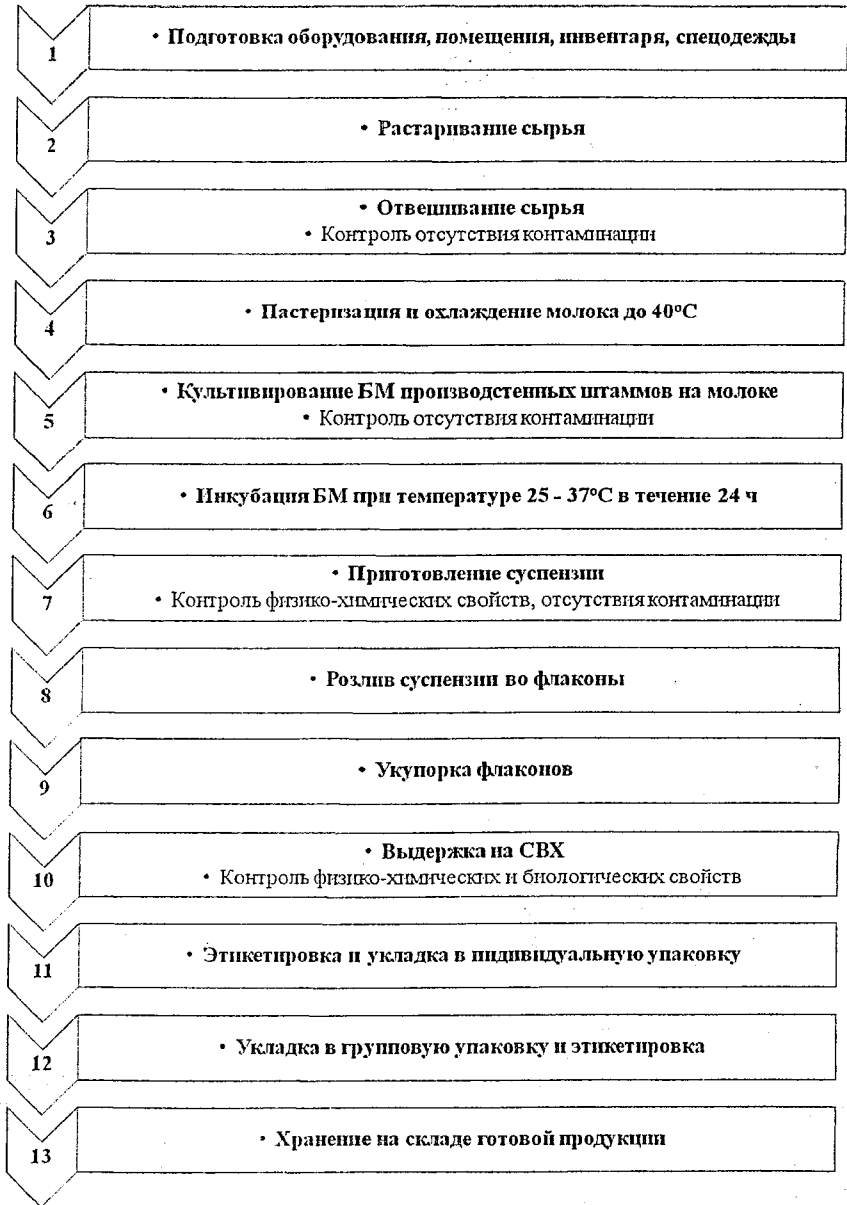 1
• Подготовка оборудования, помещения, инвентаря, спецодежды
2
• Растаривание сырья
3
• Отвешивание сырья
• Контроль отсутствия контаминации
4
• Пастеризация и охлаждение молока до 40°С
5
• Культивирование БМ производстенных штаммов на молоке
• Контроль отсутствия контаминации
6
• Инкубация БМ при температуре 25 - 37°С в течение 24 ч
7
• Приготовление суспензии
• Контроль физико-химических свойств, отсутствия контаминации
8
• Розлив суспензии во флаконы
9
• Укупорка флаконов
10
• Выдержка на СВХ
• Контроль физико-химических и биологических свойств
11
• Этикетировка и укладка в индивидуальную упаковку
12
• Укладка в групповую упаковку и этикетировка
13
• Хранение на складе готовой продукции